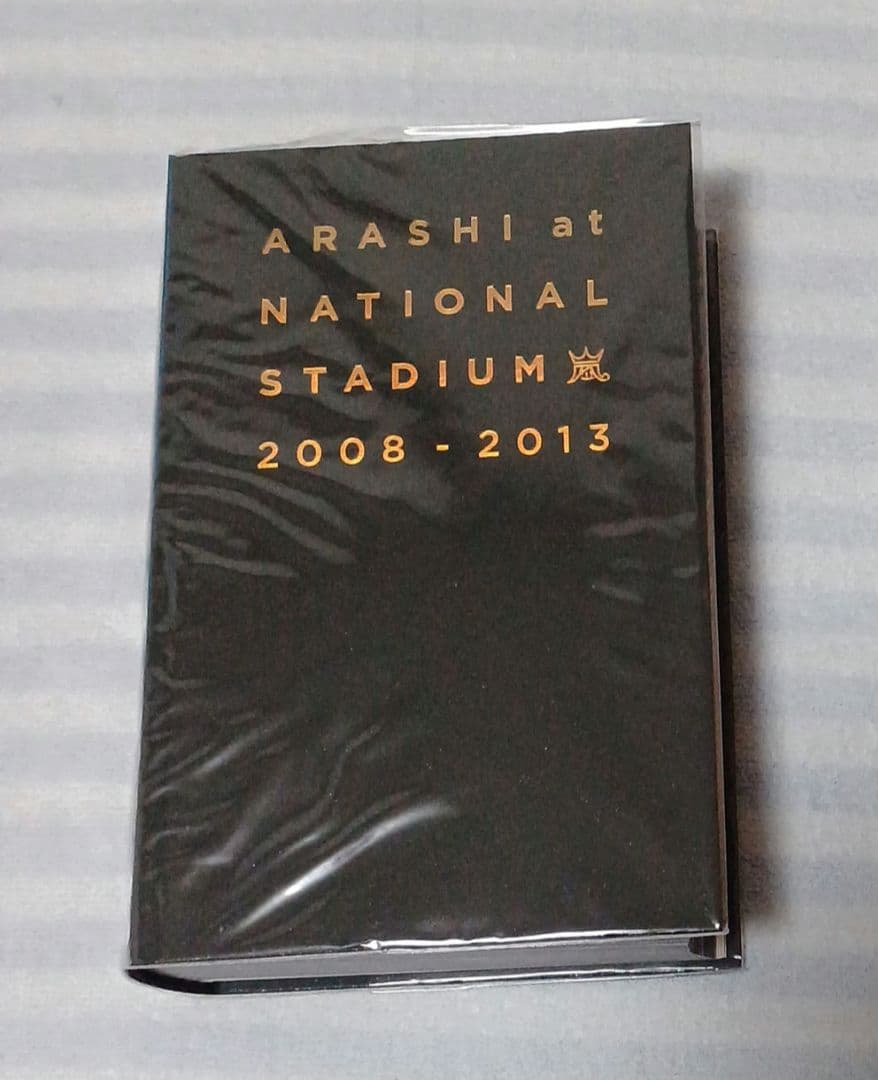 ARASHI at
NATIONAL
STADIUM 嵐
2008 - 2013